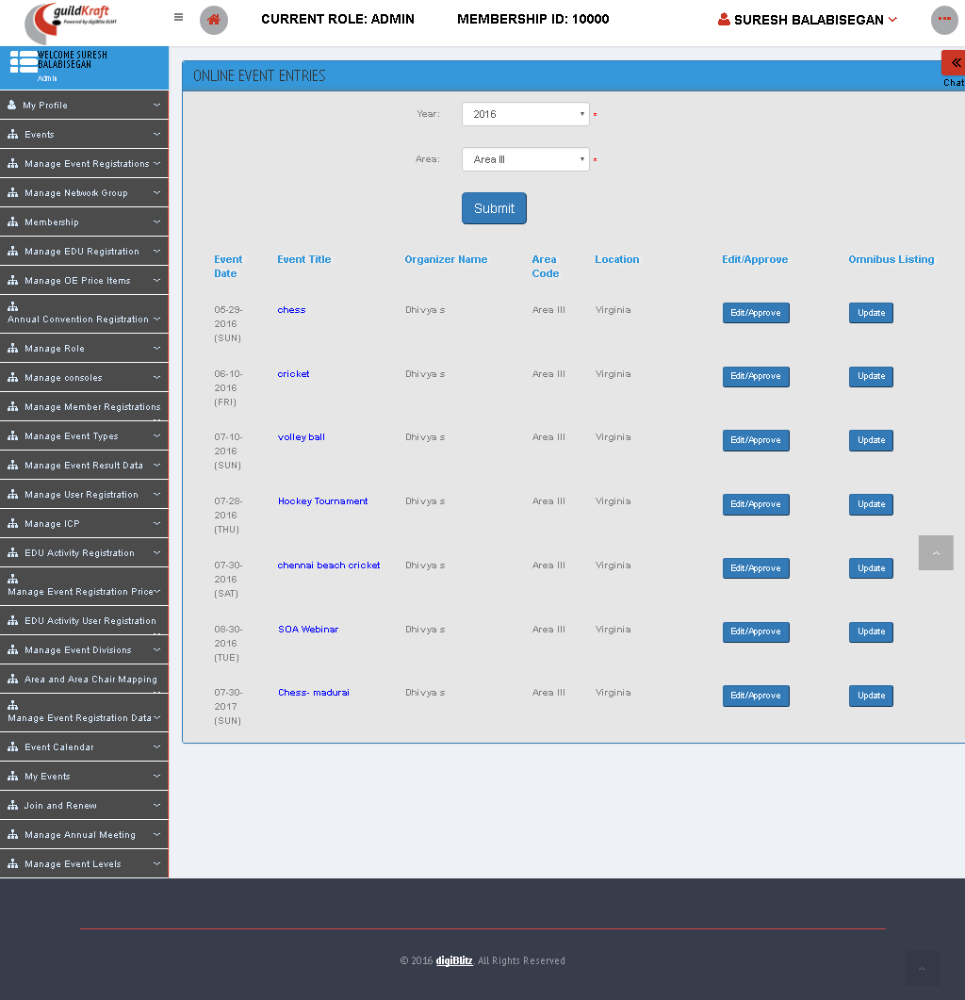 guildKraft
Powered by digiBlitz ELMT
CURRENT ROLE: ADMIN
MEMBERSHIP ID: 10000
SURESH BALABISEGAN
WELCOME SURESH
BALABISEGAN
Admin
My Profile
Events
Manage Event Registrations
Manage Network Group
Membership
Manage EDU Registration
Manage OE Price Items
Annual Convention Registration
Manage Role
Manage consoles
Manage Member Registrations
Manage Event Types
Manage Event Result Data
Manage User Registration
Manage ICP
EDU Activity Registration
Manage Event Registration Price
EDU Activity User Registration
Manage Event Divisions
Area and Area Chair Mapping
Manage Event Registration Data
Event Calendar
My Events
Join and Renew
Manage Annual Meeting
Manage Event Levels
Chat
ONLINE EVENT ENTRIES
Year: 2016 *
Area: Area III *
Submit
Event Date Event Title Organizer Name Area Code Location Edit/Approve Omnibus Listing
05-29-2016 (SUN) chess Dhivya s Area III Virginia Edit/Approve Update
06-10-2016 (FRI) cricket Dhivya s Area III Virginia Edit/Approve Update
07-10-2016 (SUN) volley ball Dhivya s Area III Virginia Edit/Approve Update
07-28-2016 (THU) Hockey Tournament Dhivya s Area III Virginia Edit/Approve Update
07-30-2016 (SAT) chennai beach cricket Dhivya s Area III Virginia Edit/Approve Update
08-30-2016 (TUE) SOA Webinar Dhivya s Area III Virginia Edit/Approve Update
07-30-2017 (SUN) Chess- madurai Dhivya s Area III Virginia Edit/Approve Update
© 2016 digiBlitz. All Rights Reserved